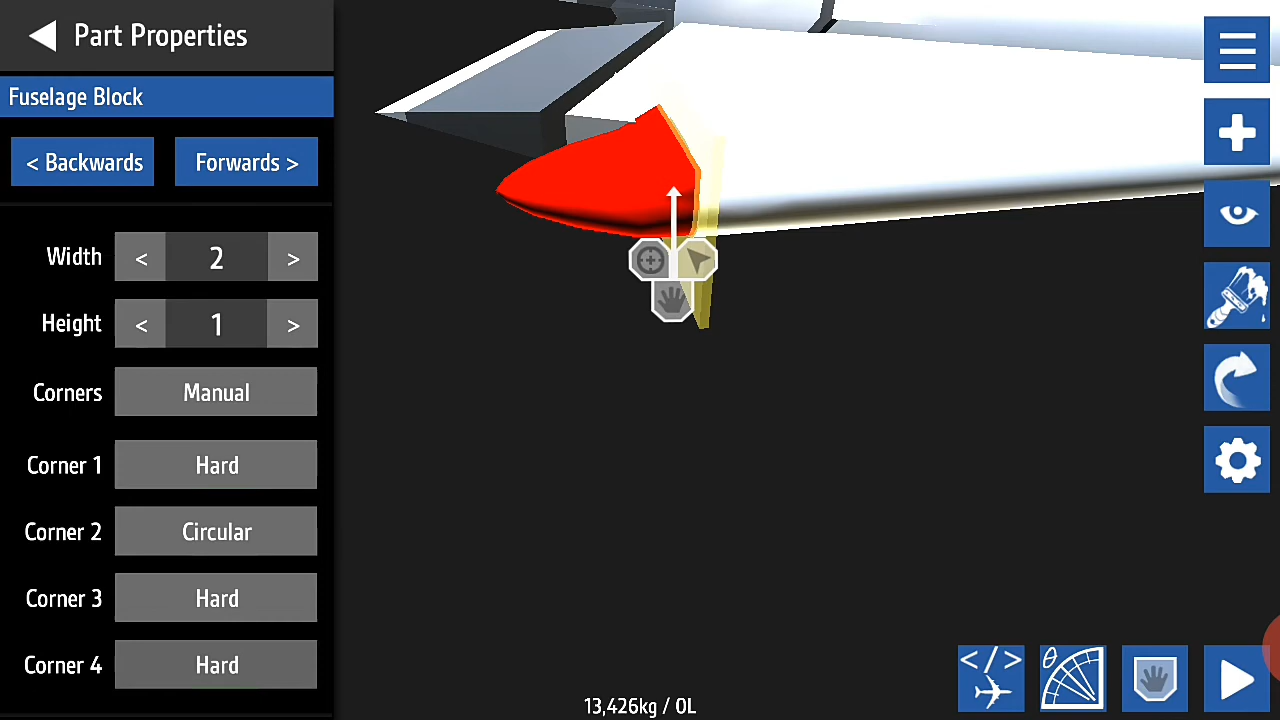 Part Properties
Fuselage Block
< Backwards
Forwards >
Width < 2 >
Height < 1 >
Corners Manual
Corner 1 Hard
Corner 2 Circular
Corner 3 Hard
Corner 4 Hard
13,426kg / 0L
</> θ